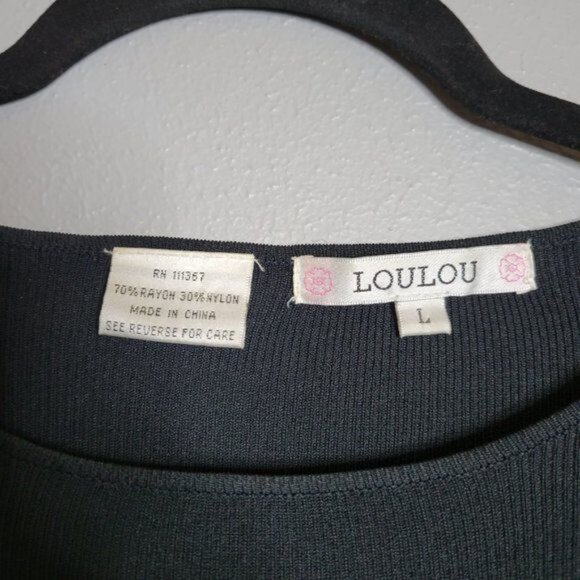 RN 111367
70% RAYON 30% NYLON
MADE IN CHINA
SEE REVERSE FOR CARE
LOULOU
L